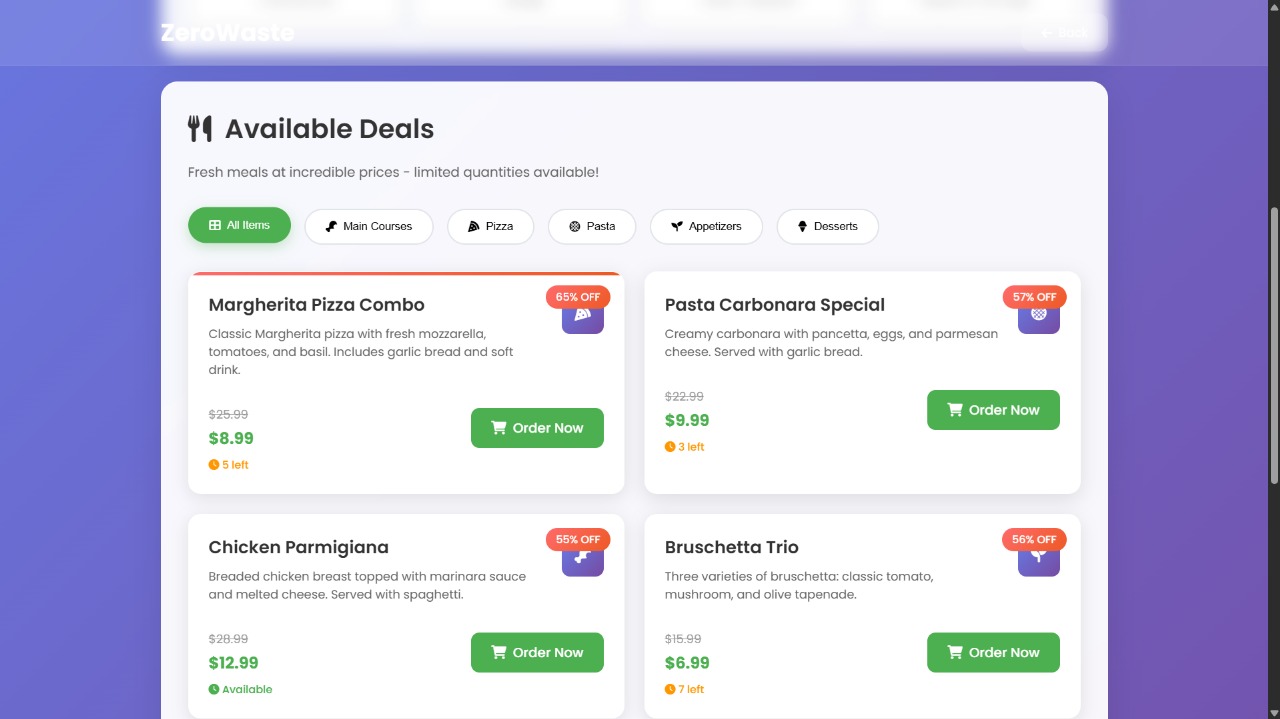 ZeroWaste
Back
Available Deals
Fresh meals at incredible prices - limited quantities available!
All Items
Main Courses
Pizza
Pasta
Appetizers
Desserts
Margherita Pizza Combo
65% OFF
Classic Margherita pizza with fresh mozzarella,
tomatoes, and basil. Includes garlic bread and soft
drink.
$25.99
$8.99
5 left
Order Now
Pasta Carbonara Special
57% OFF
Creamy carbonara with pancetta, eggs, and parmesan
cheese. Served with garlic bread.
$22.99
$9.99
3 left
Order Now
Chicken Parmigiana
55% OFF
Breaded chicken breast topped with marinara sauce
and melted cheese. Served with spaghetti.
$28.99
$12.99
Available
Order Now
Bruschetta Trio
56% OFF
Three varieties of bruschetta: classic tomato,
mushroom, and olive tapenade.
$15.99
$6.99
7 left
Order Now